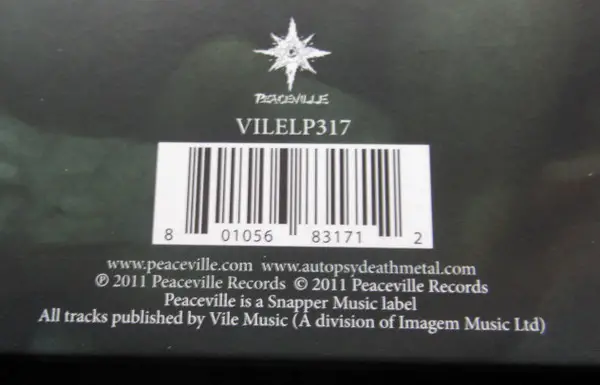 PEACEVILLE
VILELP317
8 01056 83171 2
www.peaceville.com www.autopsydeathmetal.com
℗ 2011 Peaceville Records © 2011 Peaceville Records
Peaceville is a Snapper Music label
All tracks published by Vile Music (A division of Imagem Music Ltd)